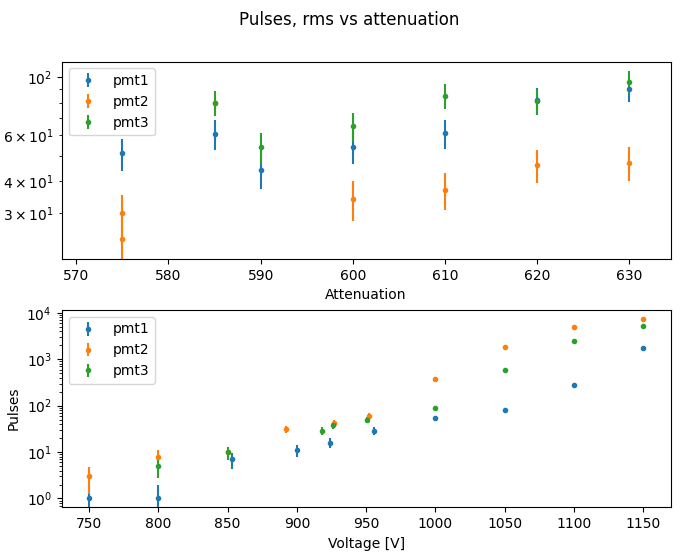 Pulses, rms vs attenuation
10²
6 × 10¹
4 × 10¹
3 × 10¹
pmt1
pmt2
pmt3
570 580 590 600 610 620 630
Attenuation
10⁴
10³
10²
10¹
10⁰
Pulses
pmt1
pmt2
pmt3
750 800 850 900 950 1000 1050 1100 1150
Voltage [V]